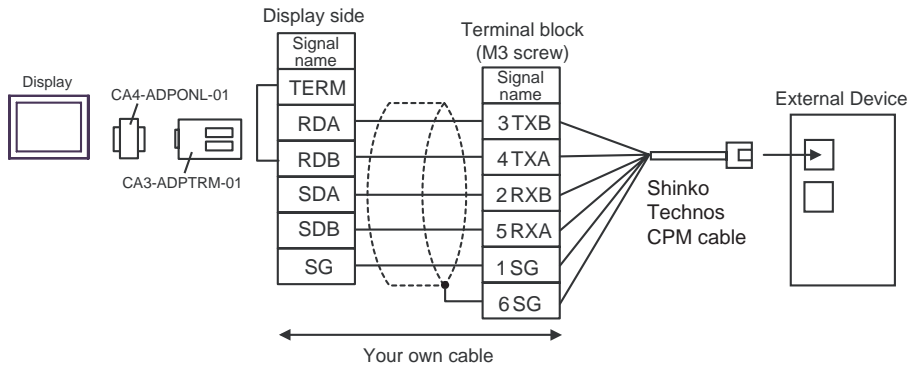 Display side
Signal
name
TERM
RDA
RDB
SDA
SDB
SG
Terminal block
(M3 screw)
Signal
name
3 TXB
4 TXA
2 RXB
5 RXA
1 SG
6 SG
Display
CA4-ADPONL-01
CA3-ADPTRM-01
External Device
Shinko
Technos
CPM cable
Your own cable